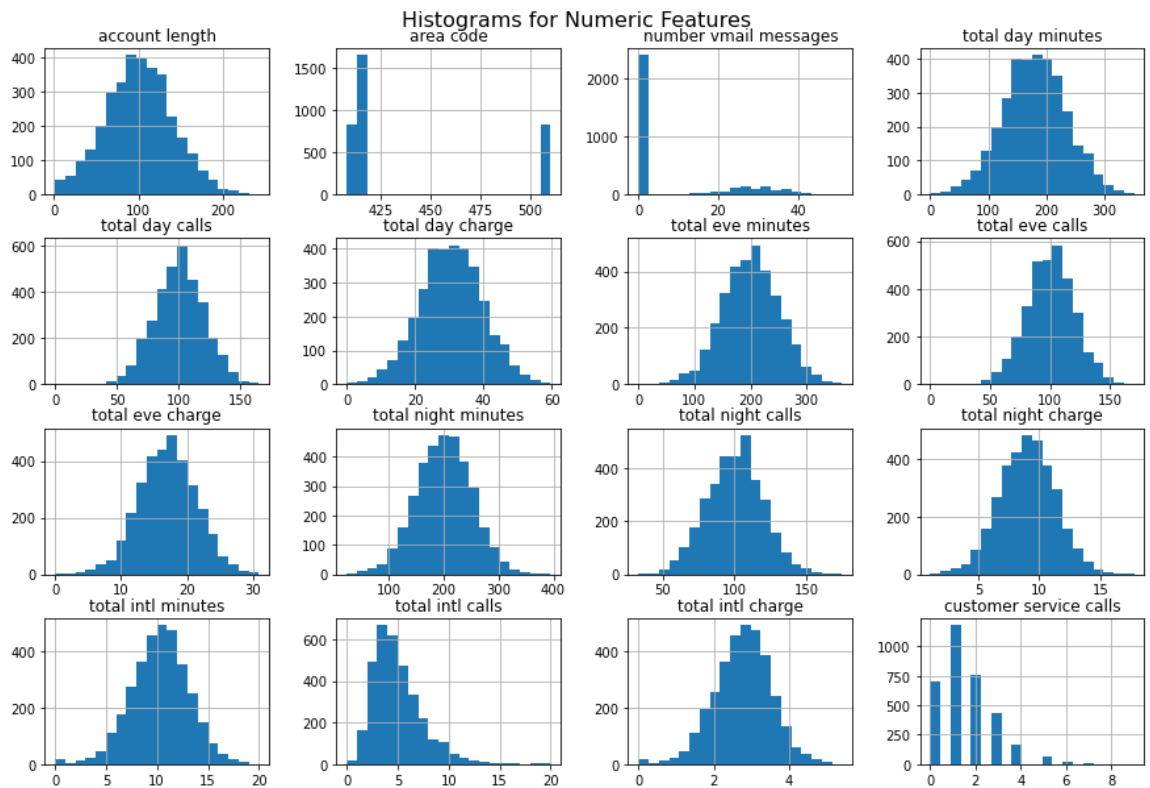 Histograms for Numeric Features
account length area code number vmail messages total day minutes
400 1500 2000 400
300 1000 300
200 1000 200
100 500 100
0 0 0 0
0 100 200 425 450 475 500 0 20 40 0 100 200 300
total day calls total day charge total eve minutes total eve calls
600 400 400 600
400 300 400
200 200 200
200 100 200
0 0 0 0
0 50 100 150 0 20 40 60 0 100 200 300 0 50 100 150
total eve charge total night minutes total night calls total night charge
400 400 400 400
300
200 200 200 200
100
0 0 0 0
0 10 20 30 100 200 300 400 50 100 150 5 10 15
total intl minutes total intl calls total intl charge customer service calls
400 600 400 1000
400 750
200 200 500
200 250
0 0 0 0
0 5 10 15 20 0 5 10 15 20 0 2 4 0 2 4 6 8